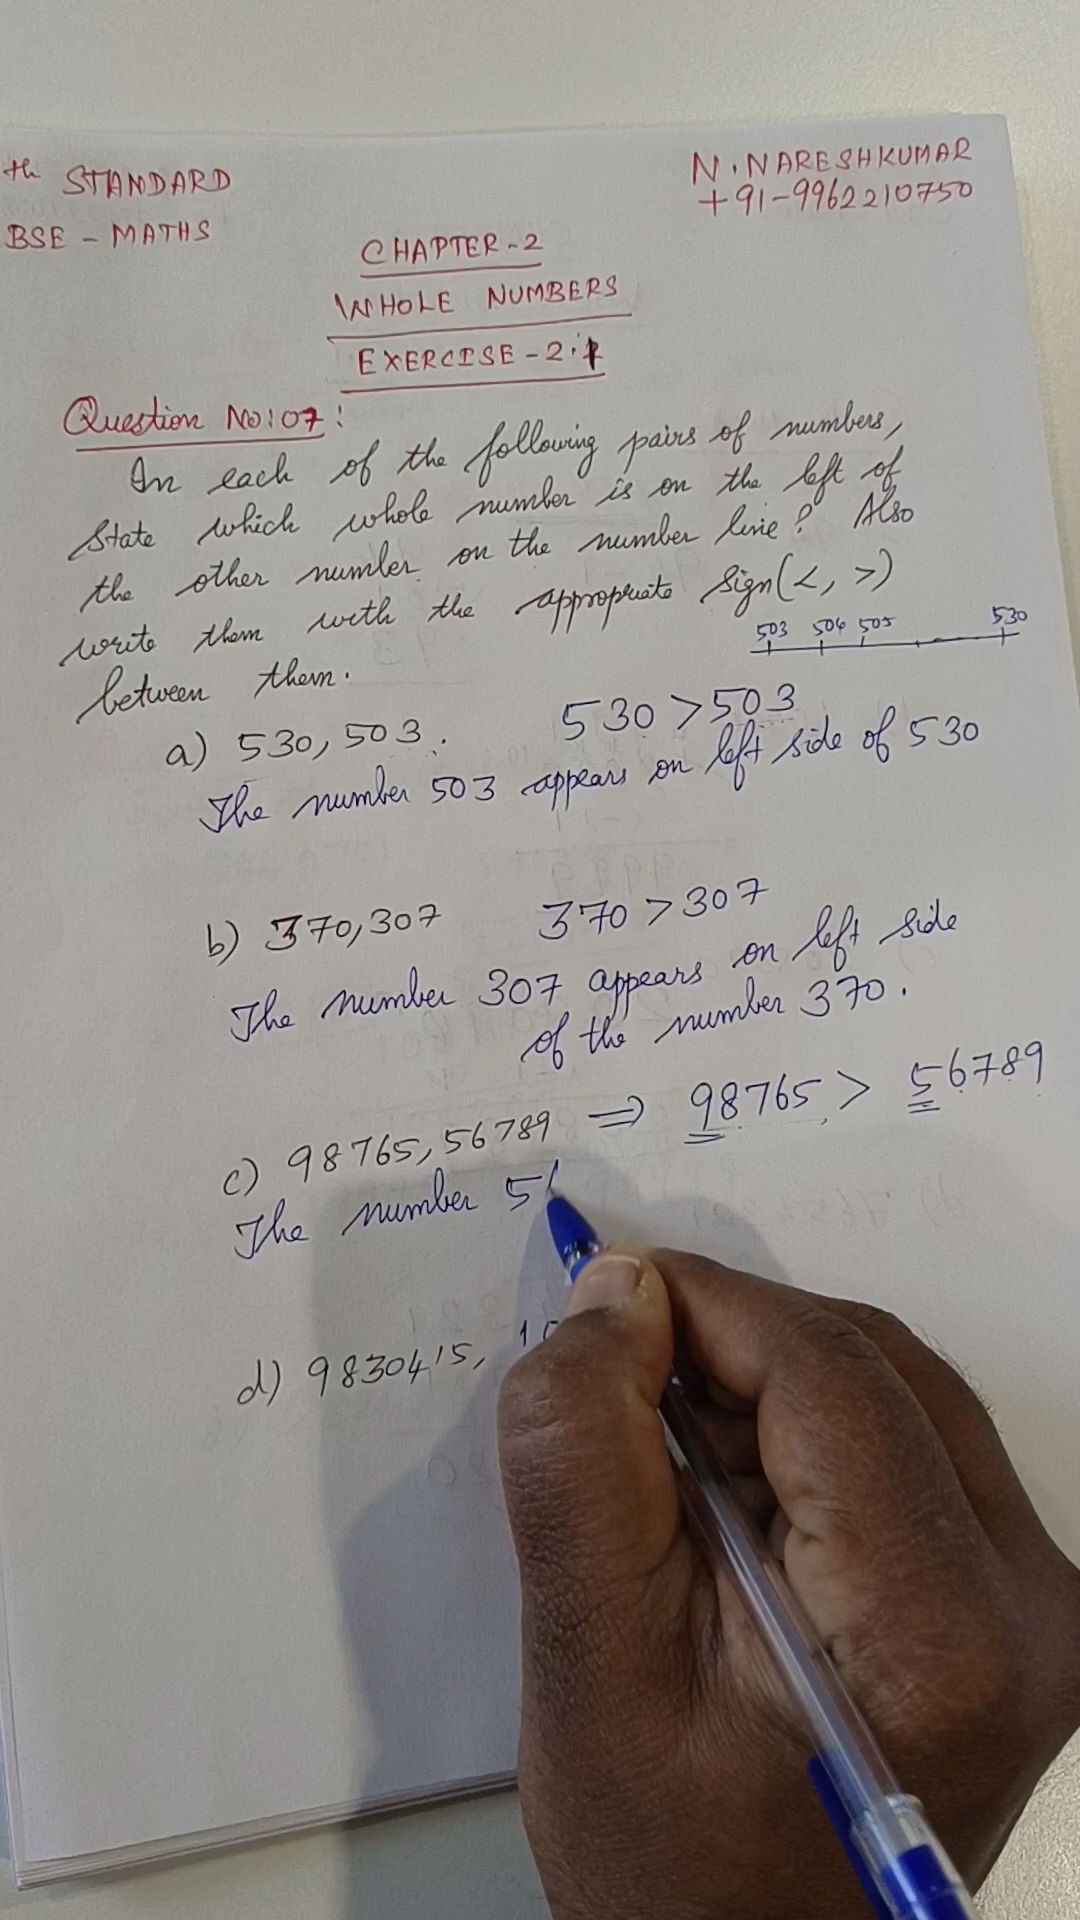 th STANDARD
BSE - MATHS
N. NARESHKUMAR
+91-9962210750
CHAPTER-2
WHOLE NUMBERS
EXERCISE-2.1
Question No:07:
In each of the following pairs of numbers,
state which whole number is on the left of
the other number on the number line? Also
write them with the appropriate sign(<, >)
between them.
503 504 505 530
a) 530, 503. 530 > 503
The number 503 appears on left side of 530
b) 370, 307 370 > 307
The number 307 appears on left side
of the number 370.
c) 98765, 56789 ⇒ 98765 > 56789
The number 5
d) 9830415, 10